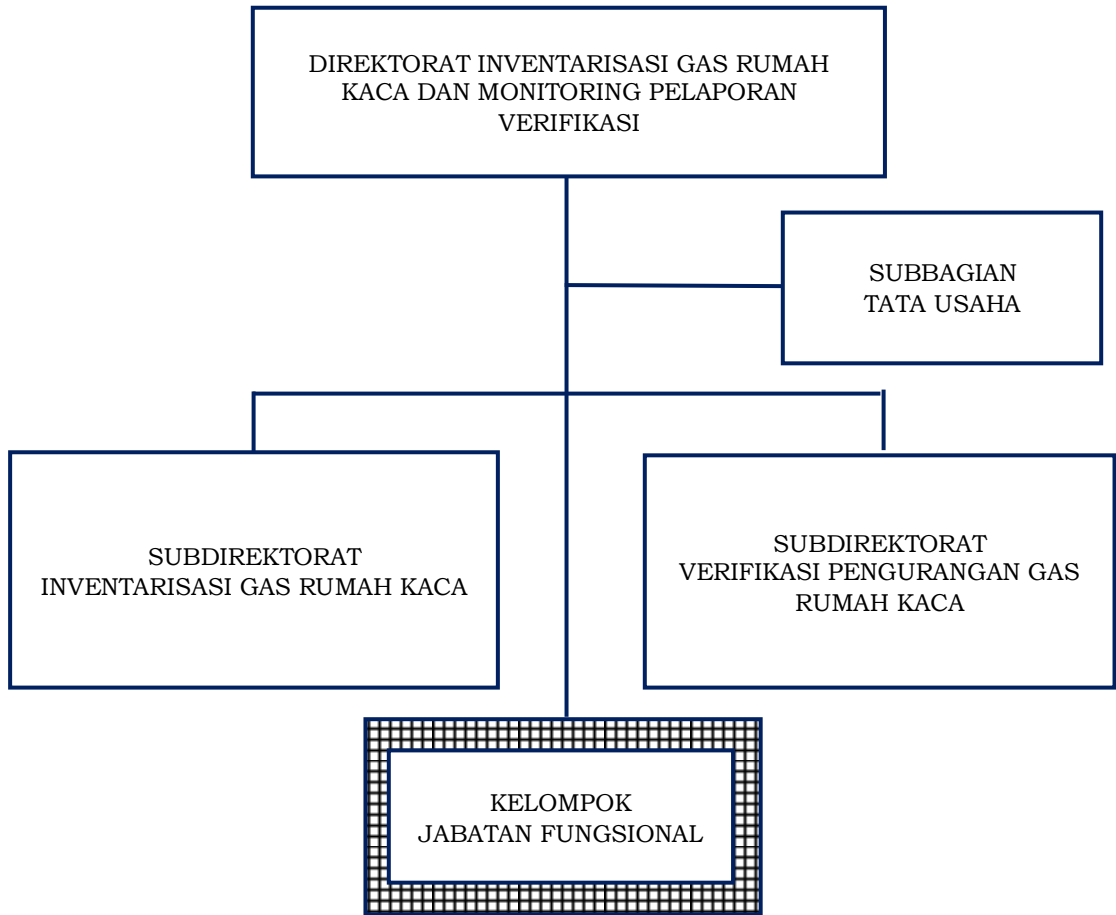 DIREKTORAT INVENTARISASI GAS RUMAH
KACA DAN MONITORING PELAPORAN
VERIFIKASI
SUBBAGIAN
TATA USAHA
SUBDIREKTORAT
INVENTARISASI GAS RUMAH KACA
SUBDIREKTORAT
VERIFIKASI PENGURANGAN GAS
RUMAH KACA
KELOMPOK
JABATAN FUNGSIONAL